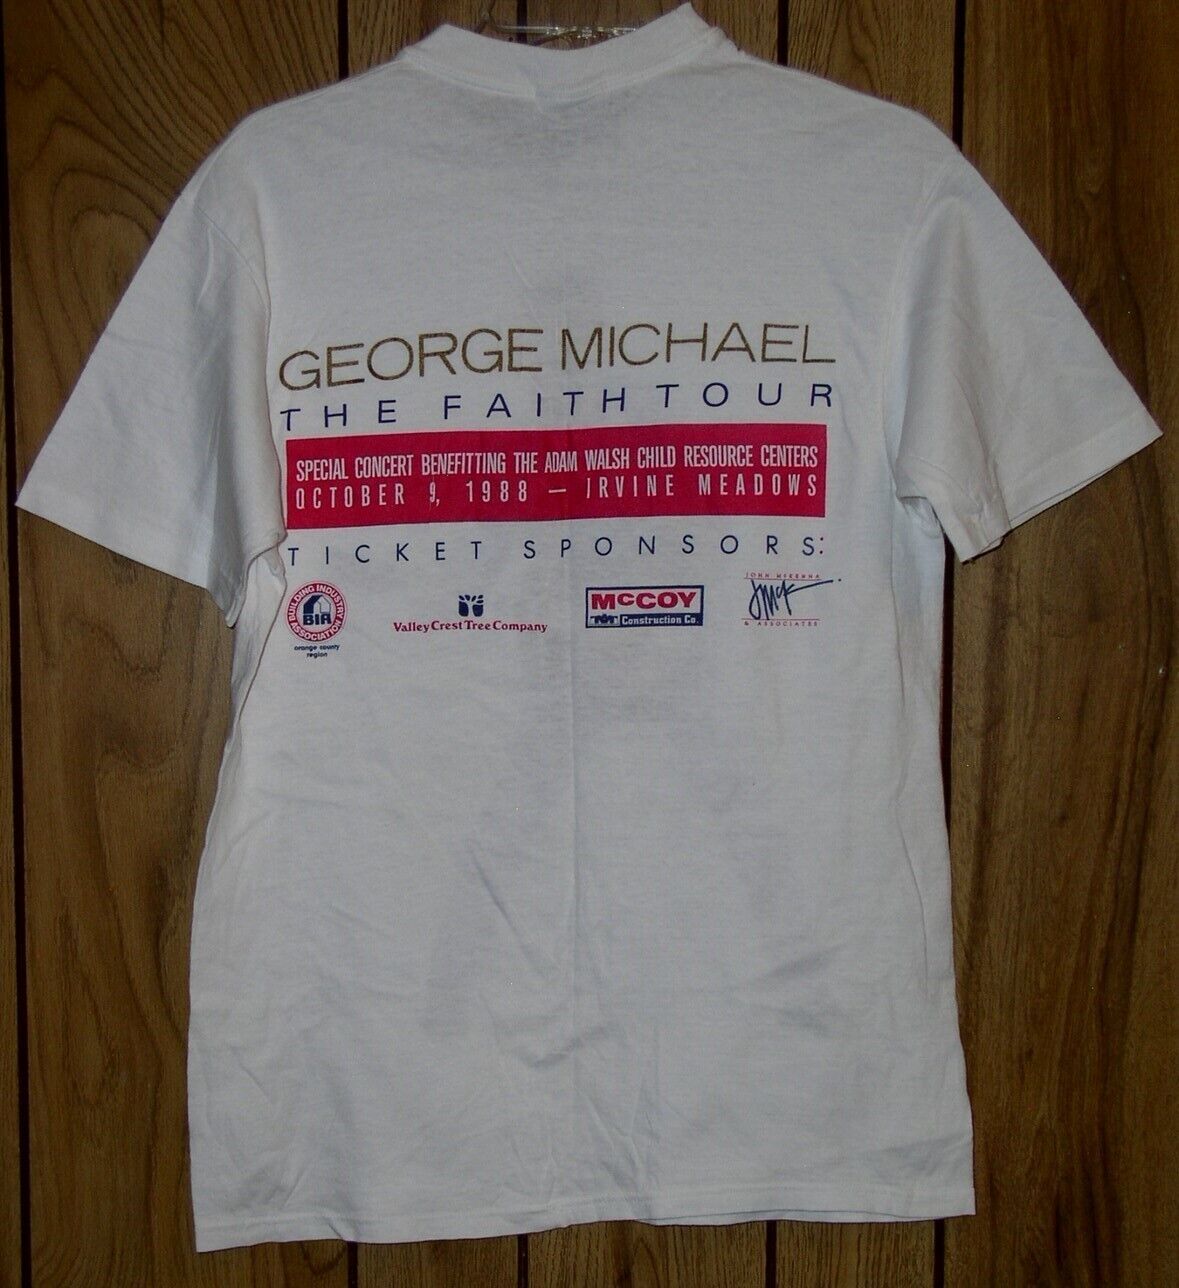 GEORGE MICHAEL
THE FAITH TOUR
SPECIAL CONCERT BENEFITTING THE ADAM WALSH CHILD RESOURCE CENTERS
OCTOBER 9, 1988 — IRVINE MEADOWS
TICKET SPONSORS:
BUILDING INDUSTRY
BIA
ASSOCIATION
orange county
region
Valley Crest Tree Company
McCOY
Construction Co.
JOHN McKENNA
JMcK
& ASSOCIATES